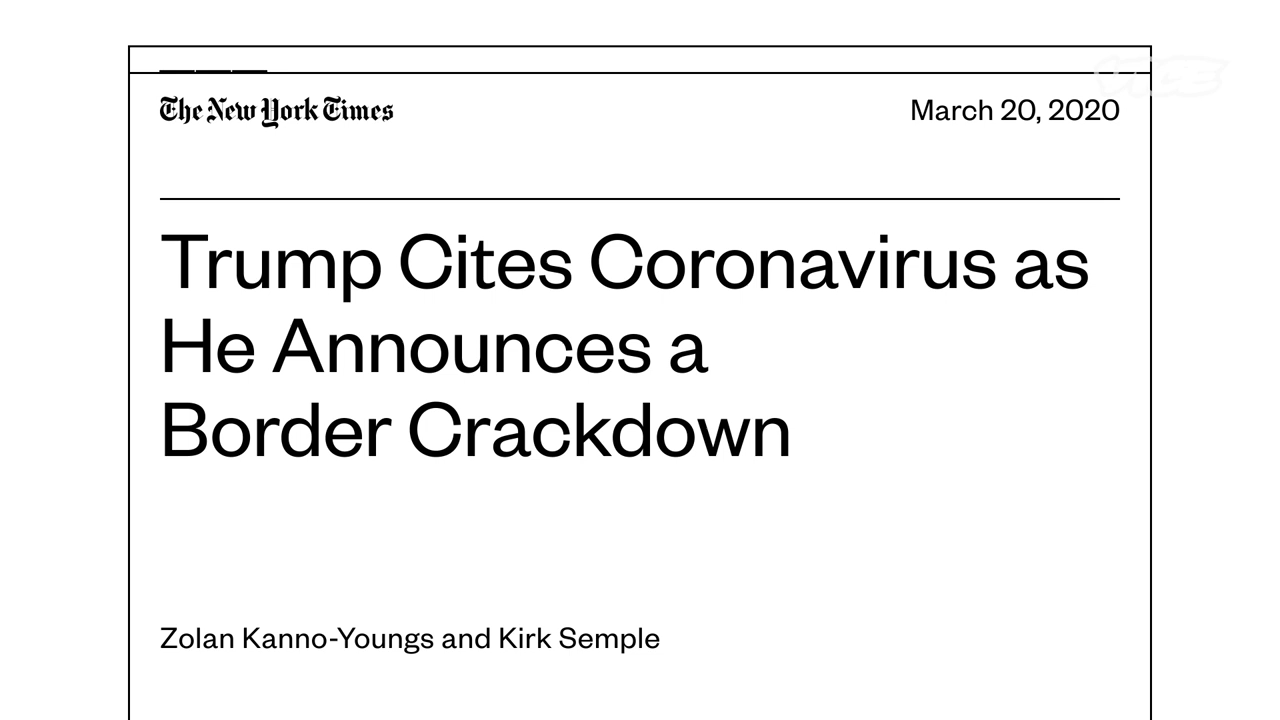 VICE
The New York Times
March 20, 2020
Trump Cites Coronavirus as
He Announces a
Border Crackdown
Zolan Kanno-Youngs and Kirk Semple